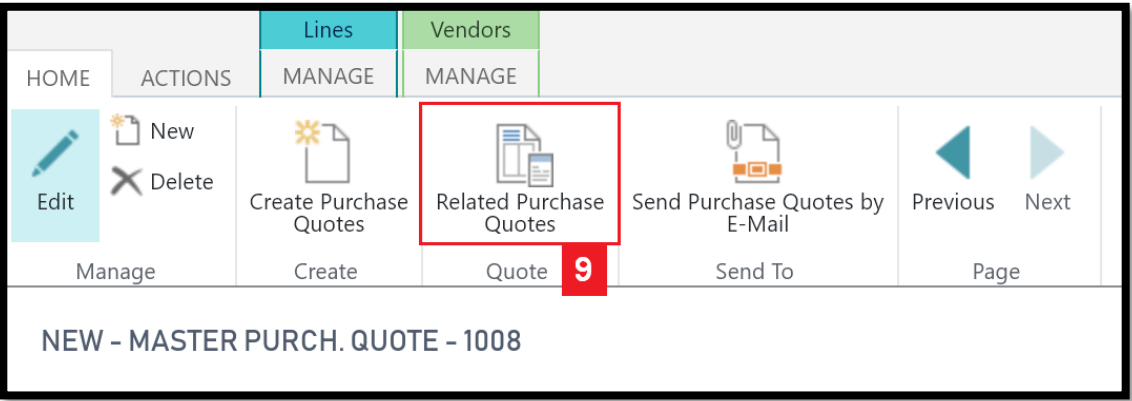 Lines
Vendors
HOME
ACTIONS
MANAGE
MANAGE
Edit
New
Delete
Manage
Create Purchase
Quotes
Create
Related Purchase
Quotes
Quote
9
Send Purchase Quotes by
E-Mail
Send To
Previous
Next
Page
NEW - MASTER PURCH. QUOTE - 1008